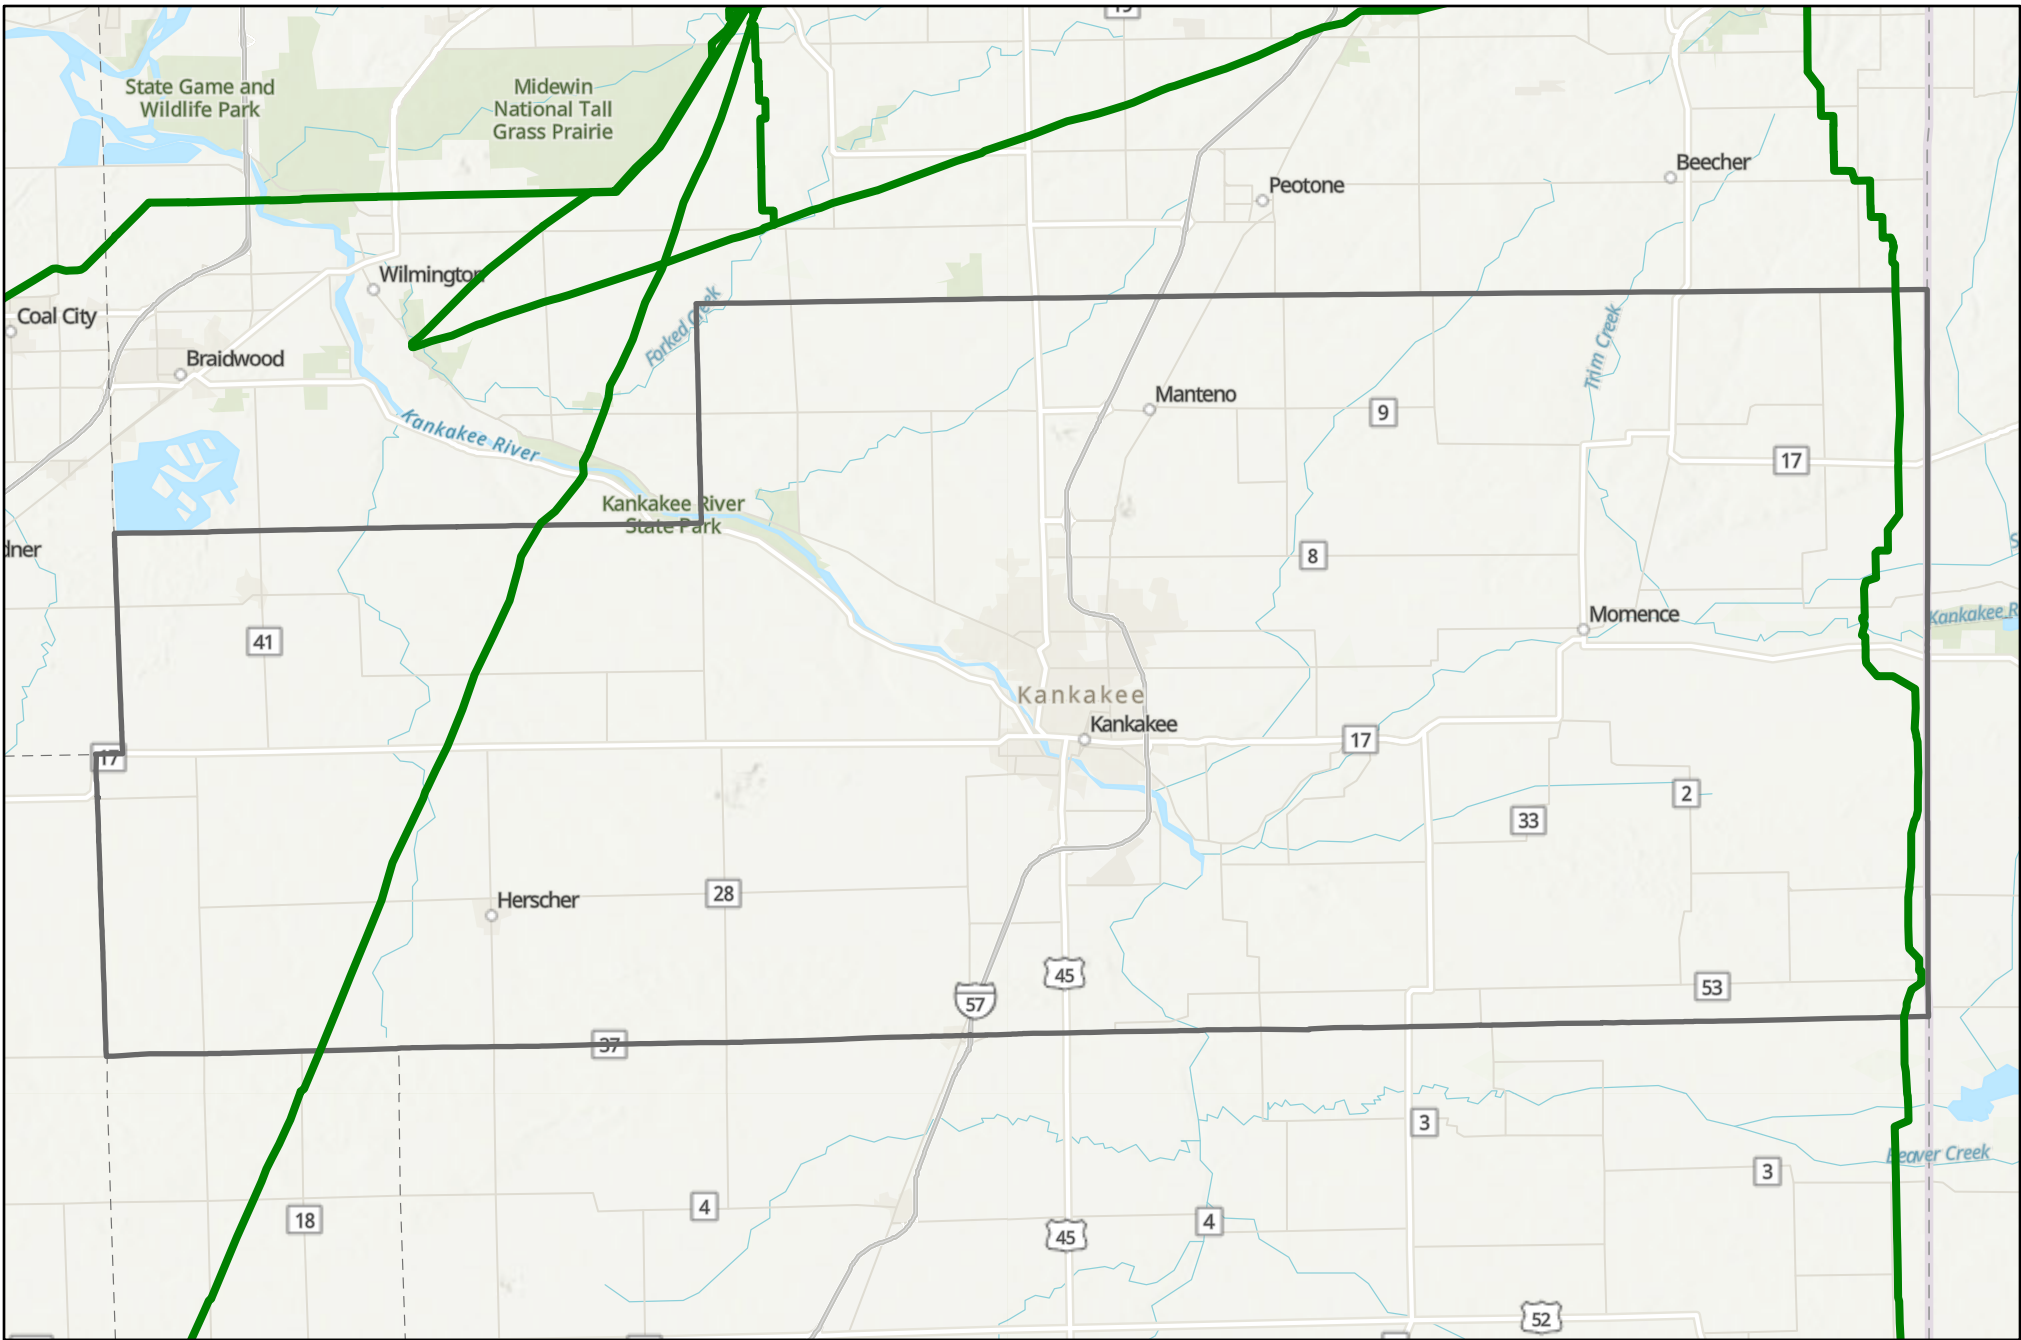 State Game and
Wildlife Park
Midewin
National Tall
Grass Prairie
Beecher
Peotone
Wilmington
Coal City
Forked Creek
Braidwood
Trim Creek
Manteno
9
Kankakee River
17
Kankakee River
State Park
8
Momence
Kankakee R
41
Kankakee
Kankakee
17
17
2
33
28
Herscher
45
57
53
37
3
Beaver Creek
3
4
18
4
45
52